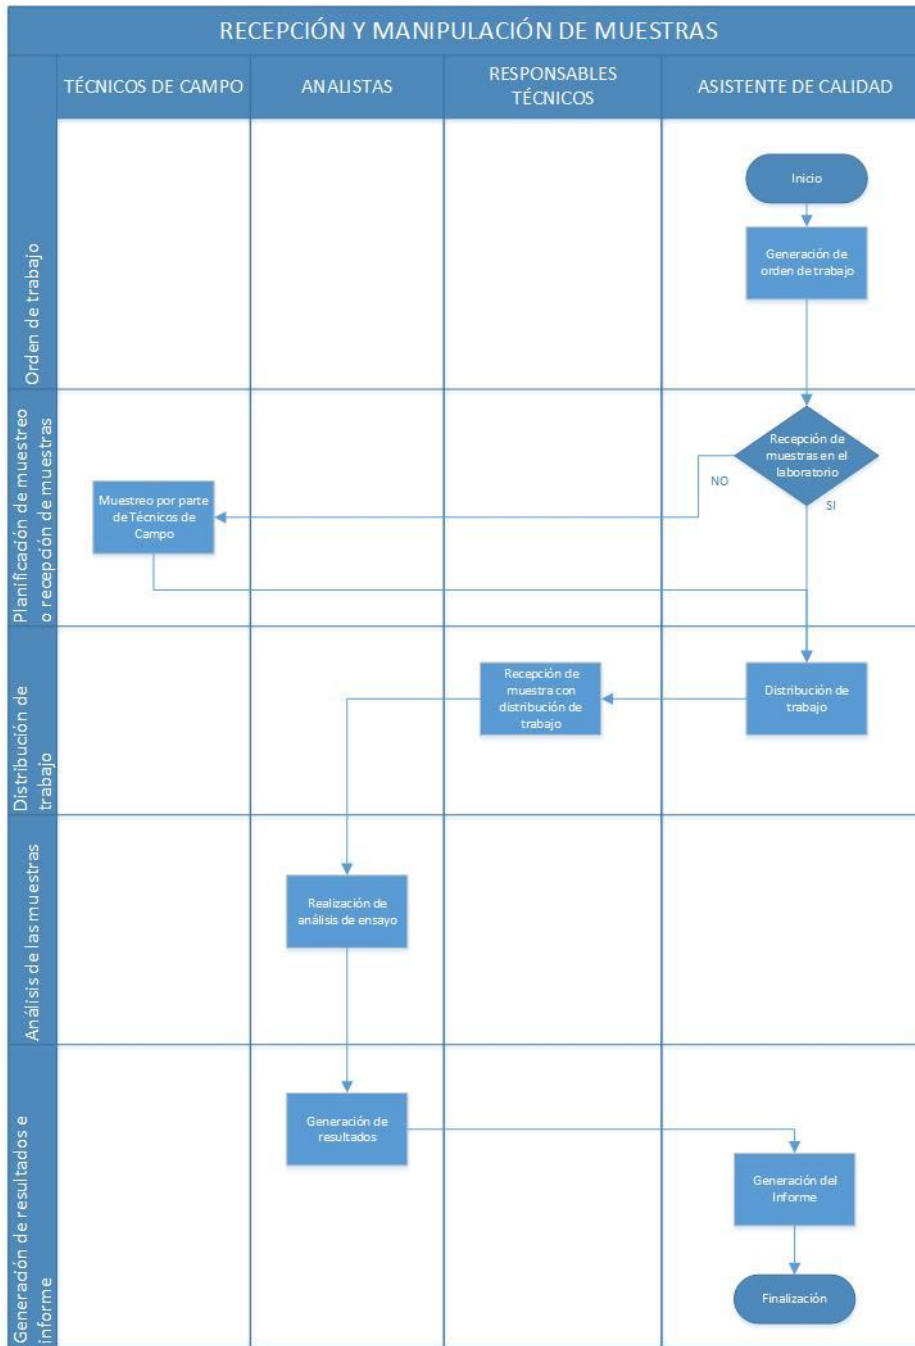 RECEPCIÓN Y MANIPULACIÓN DE MUESTRAS
TÉCNICOS DE CAMPO
ANALISTAS
RESPONSABLES
TÉCNICOS
ASISTENTE DE CALIDAD
Orden de trabajo
Inicio
Generación de
orden de trabajo
Planificación de muestreo
o recepción de muestras
Recepción de
muestras en el
laboratorio
NO
SI
Muestreo por parte
de Técnicos de
Campo
Distribución de
trabajo
Recepción de
muestra con
distribución de
trabajo
Distribución de
trabajo
Análisis de las muestras
Realización de
análisis de ensayo
Generación de resultados e
informe
Generación de
resultados
Generación del
Informe
Finalización